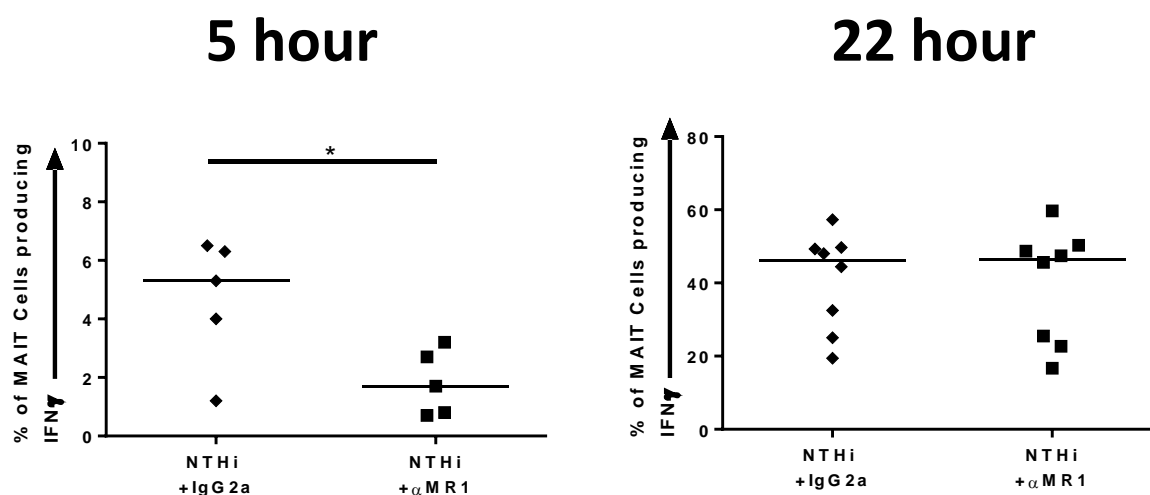 5 hour
% of MAIT Cells producing
IFNγ
10
8
6
4
2
0
*
NTHi
+IgG2a
NTHi
+αMR1
22 hour
% of MAIT Cells producing
IFNγ
80
60
40
20
0
NTHi
+IgG2a
NTHi
+αMR1